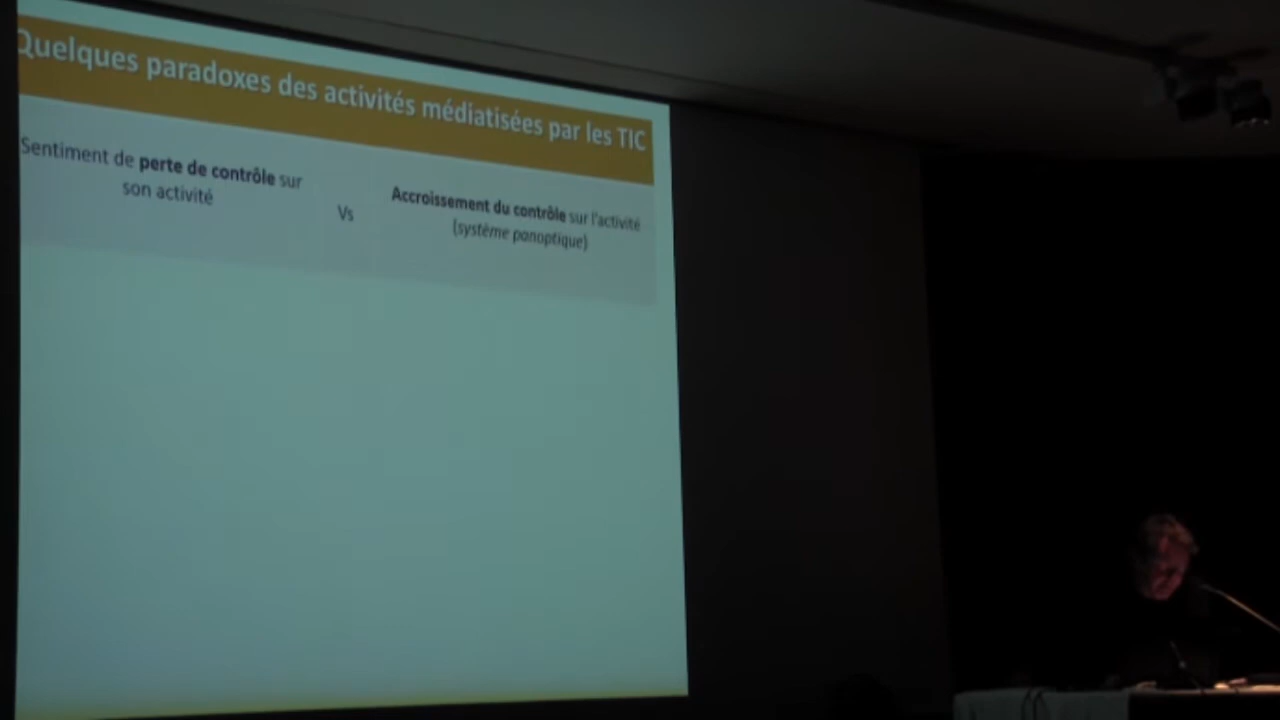 Quelques paradoxes des activités médiatisées par les TIC
Sentiment de perte de contrôle sur
son activité
Vs
Accroissement du contrôle sur l'activité
(système panoptique)